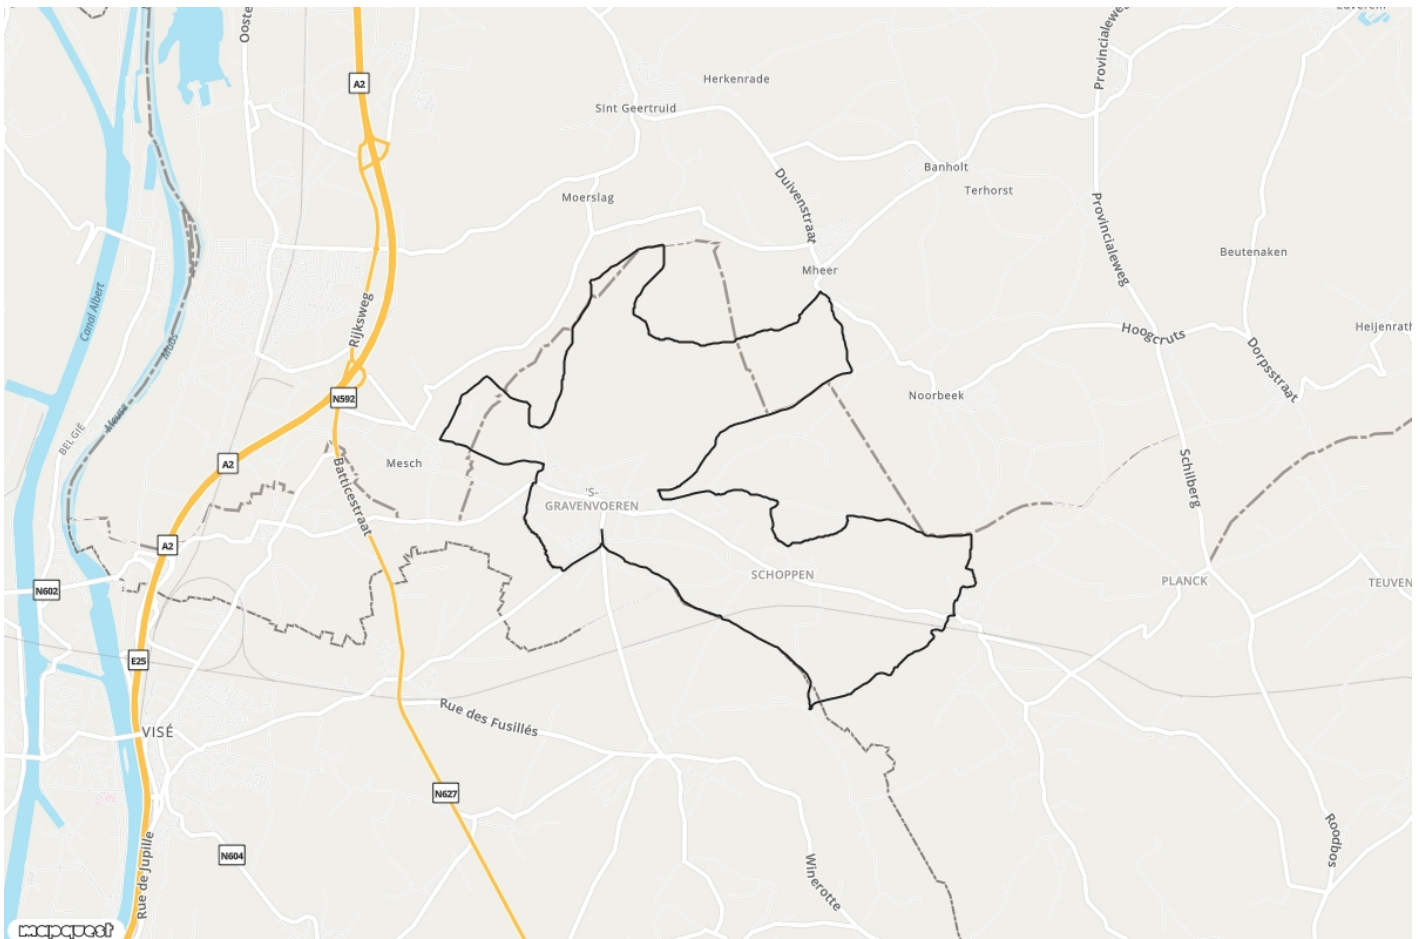 Ooste
A2
Provincialeweg
Herkenrade
Sint Geertruid
Banholt
Terhorst
Duivenstraat
Moerslag
Provincialeweg
Beutenaken
Mheer
Canal Albert
Rijksweg
Maas
Hoogcruts
Heijenrath
Dorpsstraat
N592
Noorbeek
Meuse
BELGIË
A2
Mesch
Batticestraat
Schilberg
'S-
GRAVENVOEREN
A2
SCHOPPEN
PLANCK
TEUVEN
N602
E25
Rue des Fusillés
VISÉ
N627
Roodbos
N604
Rue de Jupille
Winerotte
mapquest